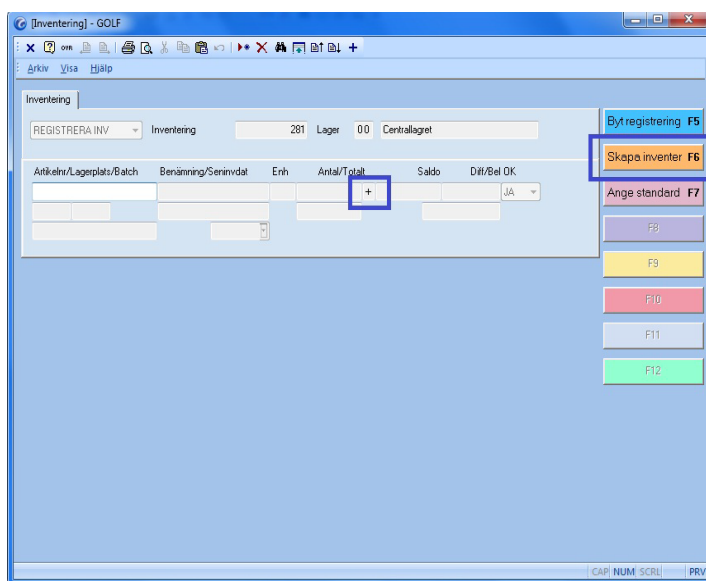 [Inventering] - GOLF
OVR
Arkiv Visa Hjälp
Inventering
REGISTRERA INV Inventering 281 Lager 00 Centrallagret
Artikelnr/Lagerplats/Batch Benämning/Seninvdat Enh Antal/Totalt Saldo Diff/Bel OK
+ JA
Byt registrering F5
Skapa inventer F6
Ange standard F7
F8
F9
F10
F11
F12
CAP NUM SCRL PRV